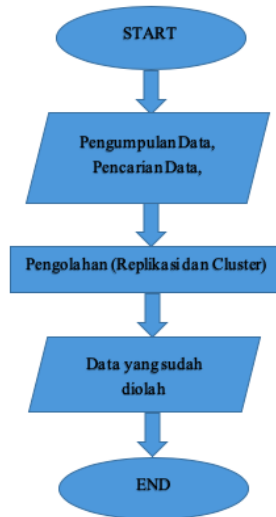 START
Pengumpulan Data,
Pencarian Data,
Pengolahan (Replikasi dan Cluster)
Data yang sudah
diolah
END